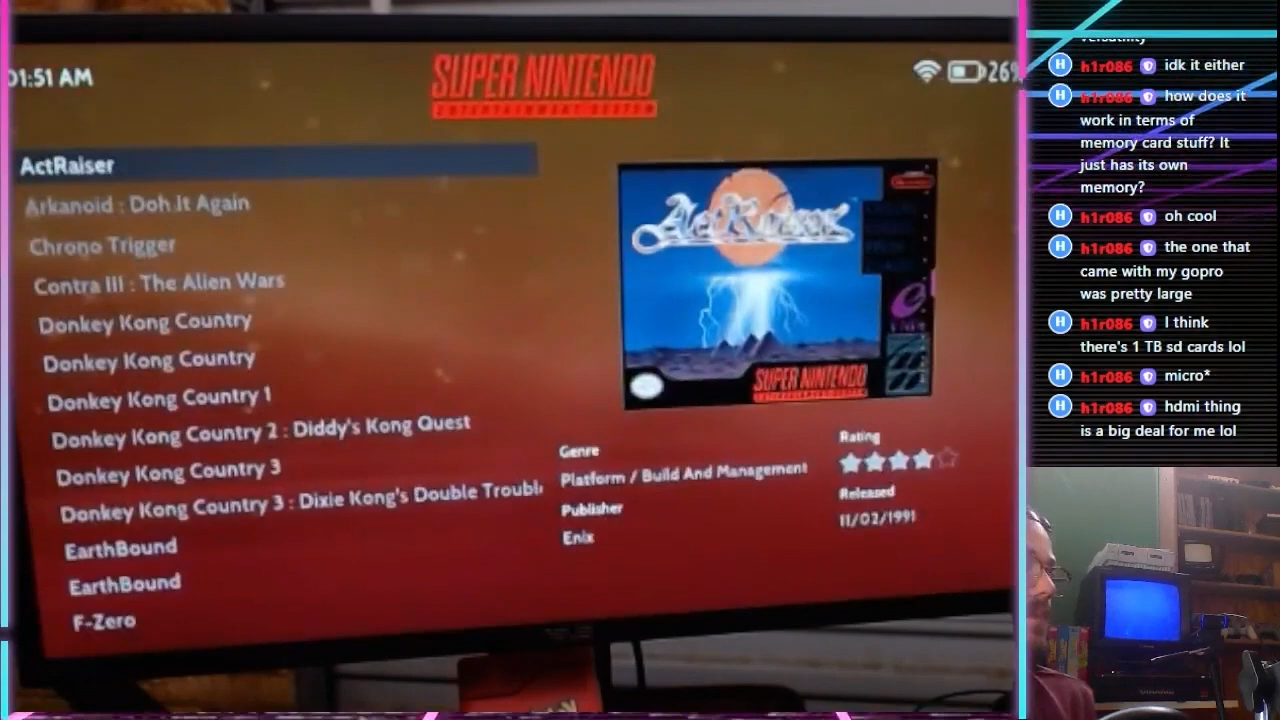 01:51 AM
SUPER NINTENDO
ENTERTAINMENT SYSTEM
26%
ActRaiser
Arkanoid : Doh It Again
Chrono Trigger
Contra III : The Alien Wars
Donkey Kong Country
Donkey Kong Country
Donkey Kong Country 1
Donkey Kong Country 2 : Diddy's Kong Quest
Donkey Kong Country 3
Donkey Kong Country 3 : Dixie Kong's Double Troubl
EarthBound
EarthBound
F-Zero
ActRaiser
SUPER NINTENDO
Genre
Platform / Build And Management
Publisher
Enix
Rating
Released
11/02/1991
versatility
H h1r086 idk it either
H h1r086 how does it
work in terms of
memory card stuff? It
just has its own
memory?
H h1r086 oh cool
H h1r086 the one that
came with my gopro
was pretty large
H h1r086 I think
there's 1 TB sd cards lol
H h1r086 micro*
H h1r086 hdmi thing
is a big deal for me lol